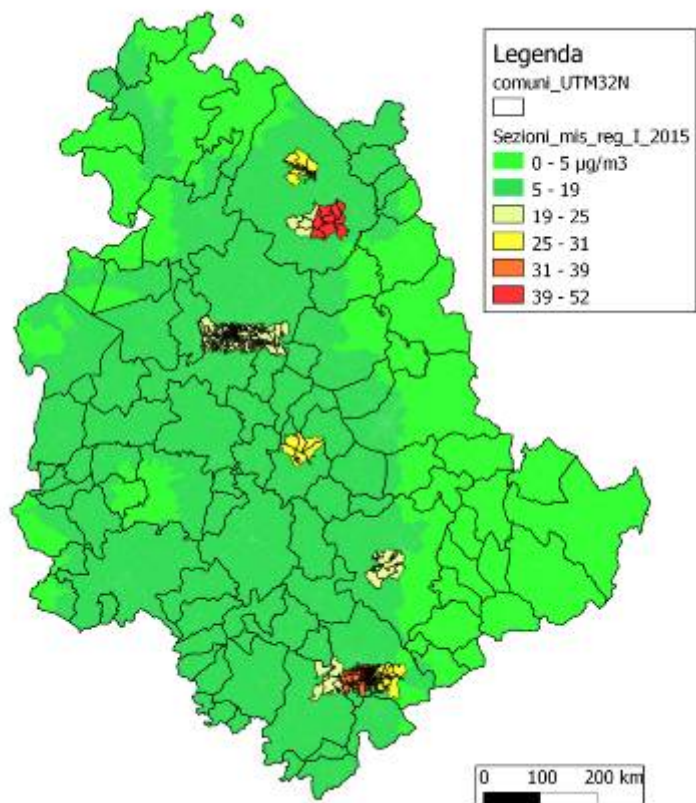 Legenda
comuni_UTM32N
Sezioni_mis_reg_I_2015
0 - 5 µg/m3
5 - 19
19 - 25
25 - 31
31 - 39
39 - 52
0 100 200 km